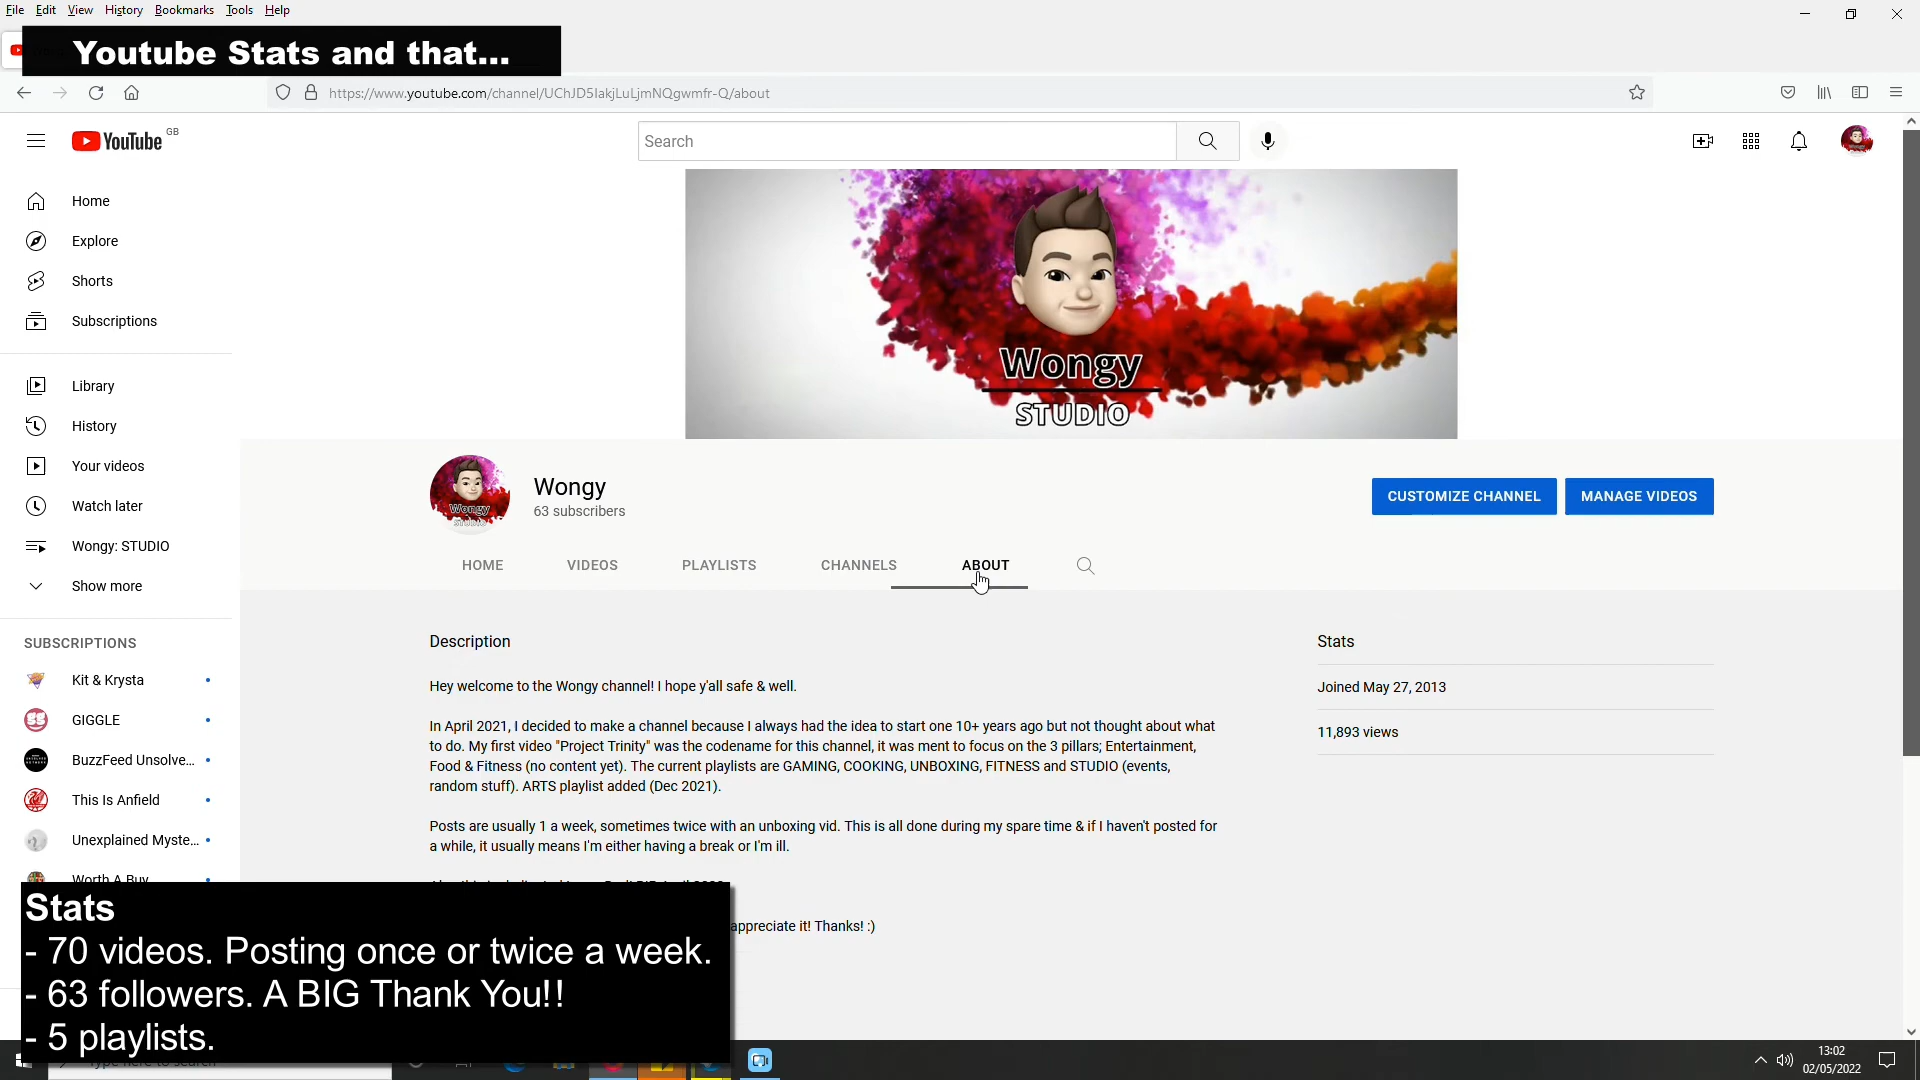 File Edit View History Bookmarks Tools Help
Youtube Stats and that...
https://www.youtube.com/channel/UChJD5IakjLuLjmNQgwmfr-Q/about
YouTube GB
Search
Home
Explore
Shorts
Subscriptions
Library
History
Your videos
Watch later
Wongy: STUDIO
Show more
SUBSCRIPTIONS
Kit & Krysta
GIGGLE
BuzzFeed Unsolve...
This Is Anfield
Unexplained Myste...
Worth A Buy
Wongy
STUDIO
Wongy
STUDIO
Wongy
63 subscribers
CUSTOMIZE CHANNEL MANAGE VIDEOS
HOME VIDEOS PLAYLISTS CHANNELS ABOUT
Description
Hey welcome to the Wongy channel! I hope y'all safe & well.
In April 2021, I decided to make a channel because I always had the idea to start one 10+ years ago but not thought about what
to do. My first video "Project Trinity" was the codename for this channel, it was ment to focus on the 3 pillars; Entertainment,
Food & Fitness (no content yet). The current playlists are GAMING, COOKING, UNBOXING, FITNESS and STUDIO (events,
random stuff). ARTS playlist added (Dec 2021).
Posts are usually 1 a week, sometimes twice with an unboxing vid. This is all done during my spare time & if I haven't posted for
a while, it usually means I'm either having a break or I'm ill.
appreciate it! Thanks! :)
Stats
Joined May 27, 2013
11,893 views
Stats
- 70 videos. Posting once or twice a week.
- 63 followers. A BIG Thank You!!
- 5 playlists.
Type here to search
13:02
02/05/2022